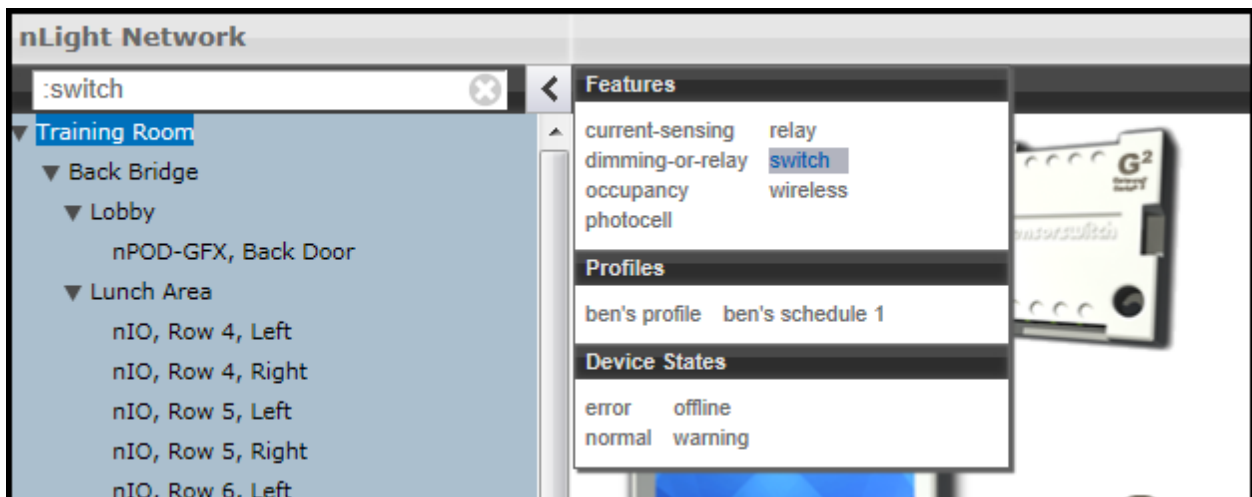 nLight Network
:switch
Training Room
Back Bridge
Lobby
nPOD-GFX, Back Door
Lunch Area
nIO, Row 4, Left
nIO, Row 4, Right
nIO, Row 5, Left
nIO, Row 5, Right
nIO, Row 6, Left
Features
current-sensing relay
dimming-or-relay switch
occupancy wireless
photocell
Profiles
ben's profile ben's schedule 1
Device States
error offline
normal warning
G2
ensorswitch